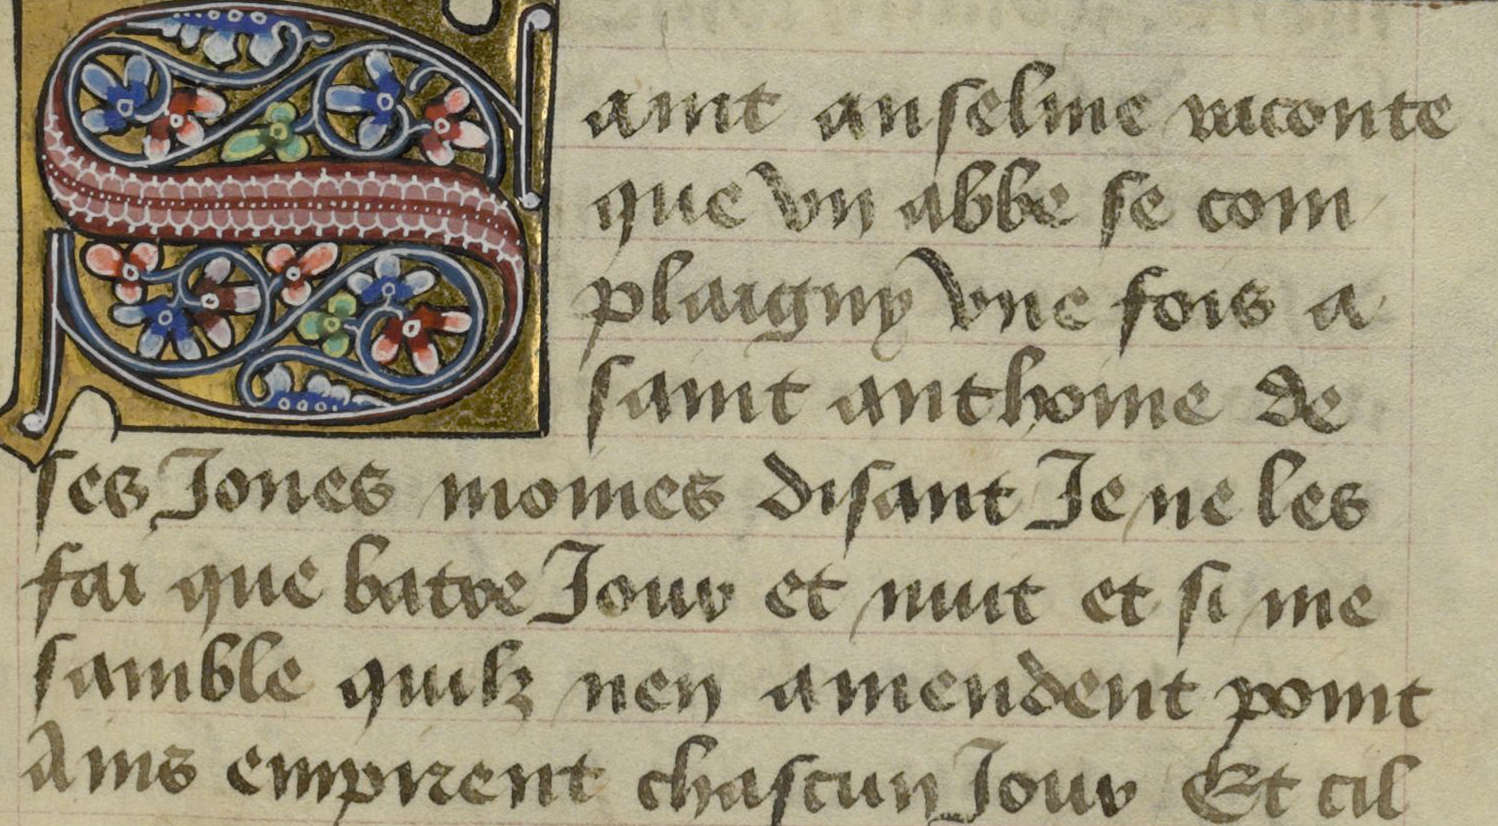 Saint anselme raconte
que vn abbe se com
plaigny vne fois a
saint anthoine de
ses Jones moines disant Je ne les
fai que batre Jour et nuit et si me
samble quilz nen amendent point
Ains empirent chascun Jour Et cil